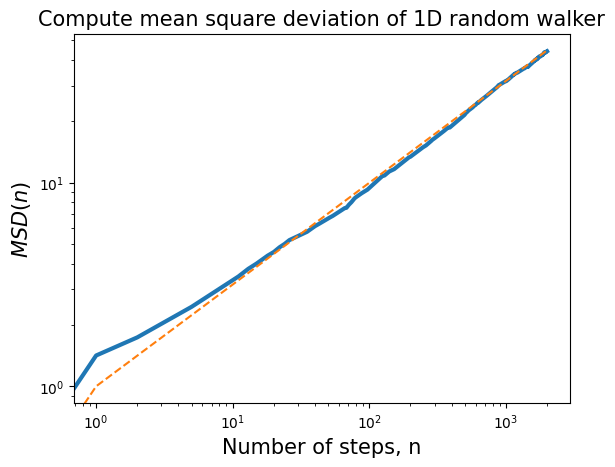 Compute mean square deviation of 1D random walker
MSD(n)
10¹
10⁰
10⁰ 10¹ 10² 10³
Number of steps, n